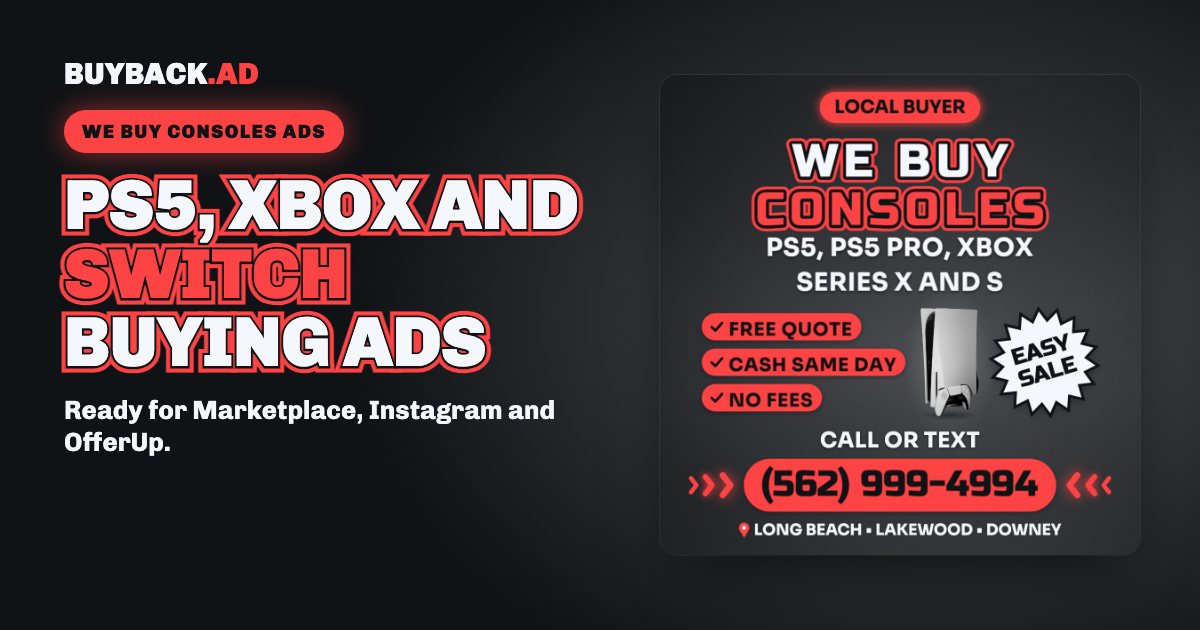 BUYBACK.AD
WE BUY CONSOLES ADS
PS5, XBOX AND
SWITCH
BUYING ADS
Ready for Marketplace, Instagram and
OfferUp.
LOCAL BUYER
WE BUY
CONSOLES
PS5, PS5 PRO, XBOX
SERIES X AND S
FREE QUOTE
CASH SAME DAY
NO FEES
EASY
SALE
CALL OR TEXT
(562) 999-4994
LONG BEACH • LAKEWOOD • DOWNEY